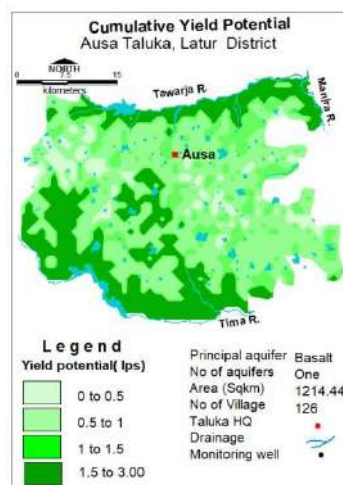 Cumulative Yield Potential
Ausa Taluka, Latur District
NORTH
0 7.5 15
kilometers
Tawarja R.
Manjra R.
Ausa
Tima R.
Legend
Yield potential( lps)
0 to 0.5
0.5 to 1
1 to 1.5
1.5 to 3.00
Principal aquifer Basalt
No of aquifers One
Area (Sqkm) 1214.44
No of Village 126
Taluka HQ
Drainage
Monitoring well